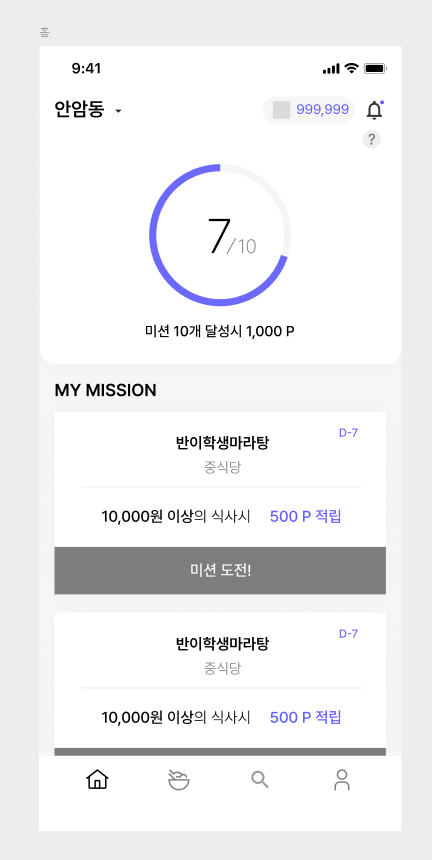 홈
9:41
안암동
999,999
?
7/10
미션 10개 달성시 1,000 P
MY MISSION
D-7
반이학생마라탕
중식당
10,000원 이상의 식사시 500 P 적립
미션 도전!
D-7
반이학생마라탕
중식당
10,000원 이상의 식사시 500 P 적립